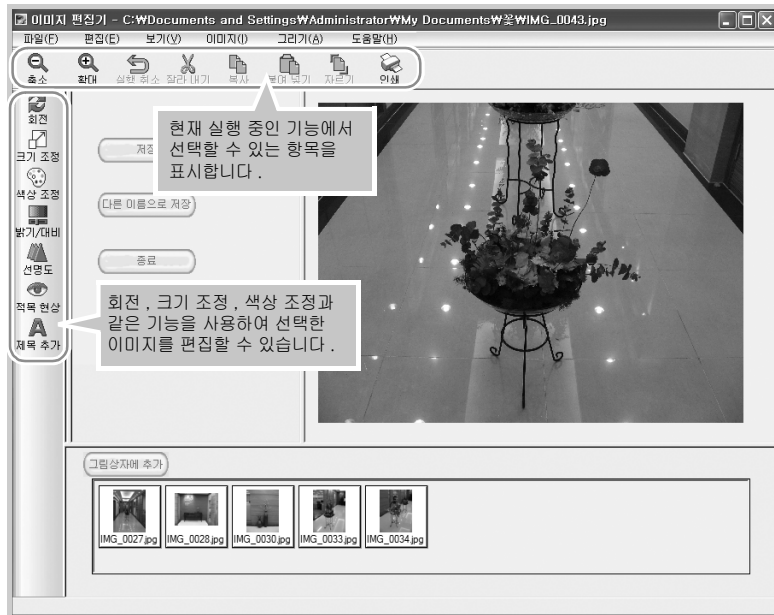 이미지 편집기 - C:₩Documents and Settings₩Administrator₩My Documents₩꽃₩IMG_0043.jpg
파일(F) 편집(E) 보기(V) 이미지(I) 그리기(A) 도움말(H)
축소 확대 실행 취소 잘라 내기 복사 붙여 넣기 자르기 인쇄
회전
크기 조정
색상 조정
밝기/대비
선명도
적목 현상
제목 추가
현재 실행 중인 기능에서
선택할 수 있는 항목을
표시합니다 .
다른 이름으로 저장
종료
회전 , 크기 조정 , 색상 조정과
같은 기능을 사용하여 선택한
이미지를 편집할 수 있습니다 .
그림상자에 추가
IMG_0027.jpg IMG_0028.jpg IMG_0030.jpg IMG_0033.jpg IMG_0034.jpg